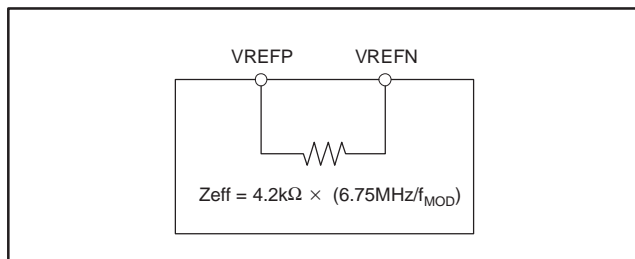 VREFP VREFN
Zeff = 4.2kΩ × (6.75MHz/fMOD)